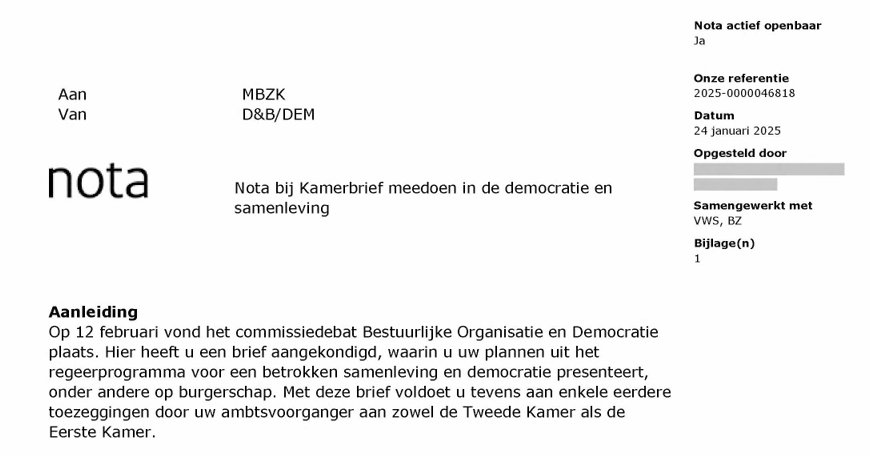 Nota actief openbaar
Ja
Onze referentie
2025-0000046818
Datum
24 januari 2025
Opgesteld door
Samengewerkt met
VWS, BZ
Bijlage(n)
1
Aan MBZK
Van D&B/DEM
nota
Nota bij Kamerbrief meedoen in de democratie en
samenleving
Aanleiding
Op 12 februari vond het commissiedebat Bestuurlijke Organisatie en Democratie
plaats. Hier heeft u een brief aangekondigd, waarin u uw plannen uit het
regeerprogramma voor een betrokken samenleving en democratie presenteert,
onder andere op burgerschap. Met deze brief voldoet u tevens aan enkele eerdere
toezeggingen door uw ambtsvoorganger aan zowel de Tweede Kamer als de
Eerste Kamer.